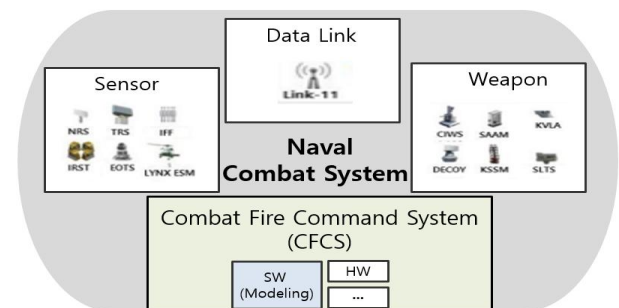 Data Link
Link-11
Sensor
NRS TRS IFF
IRST EOTS LYNX ESM
Weapon
CIWS SAAM KVLA
DECOY KSSM SLTS
Naval
Combat System
Combat Fire Command System
(CFCS)
SW
(Modeling)
HW
...